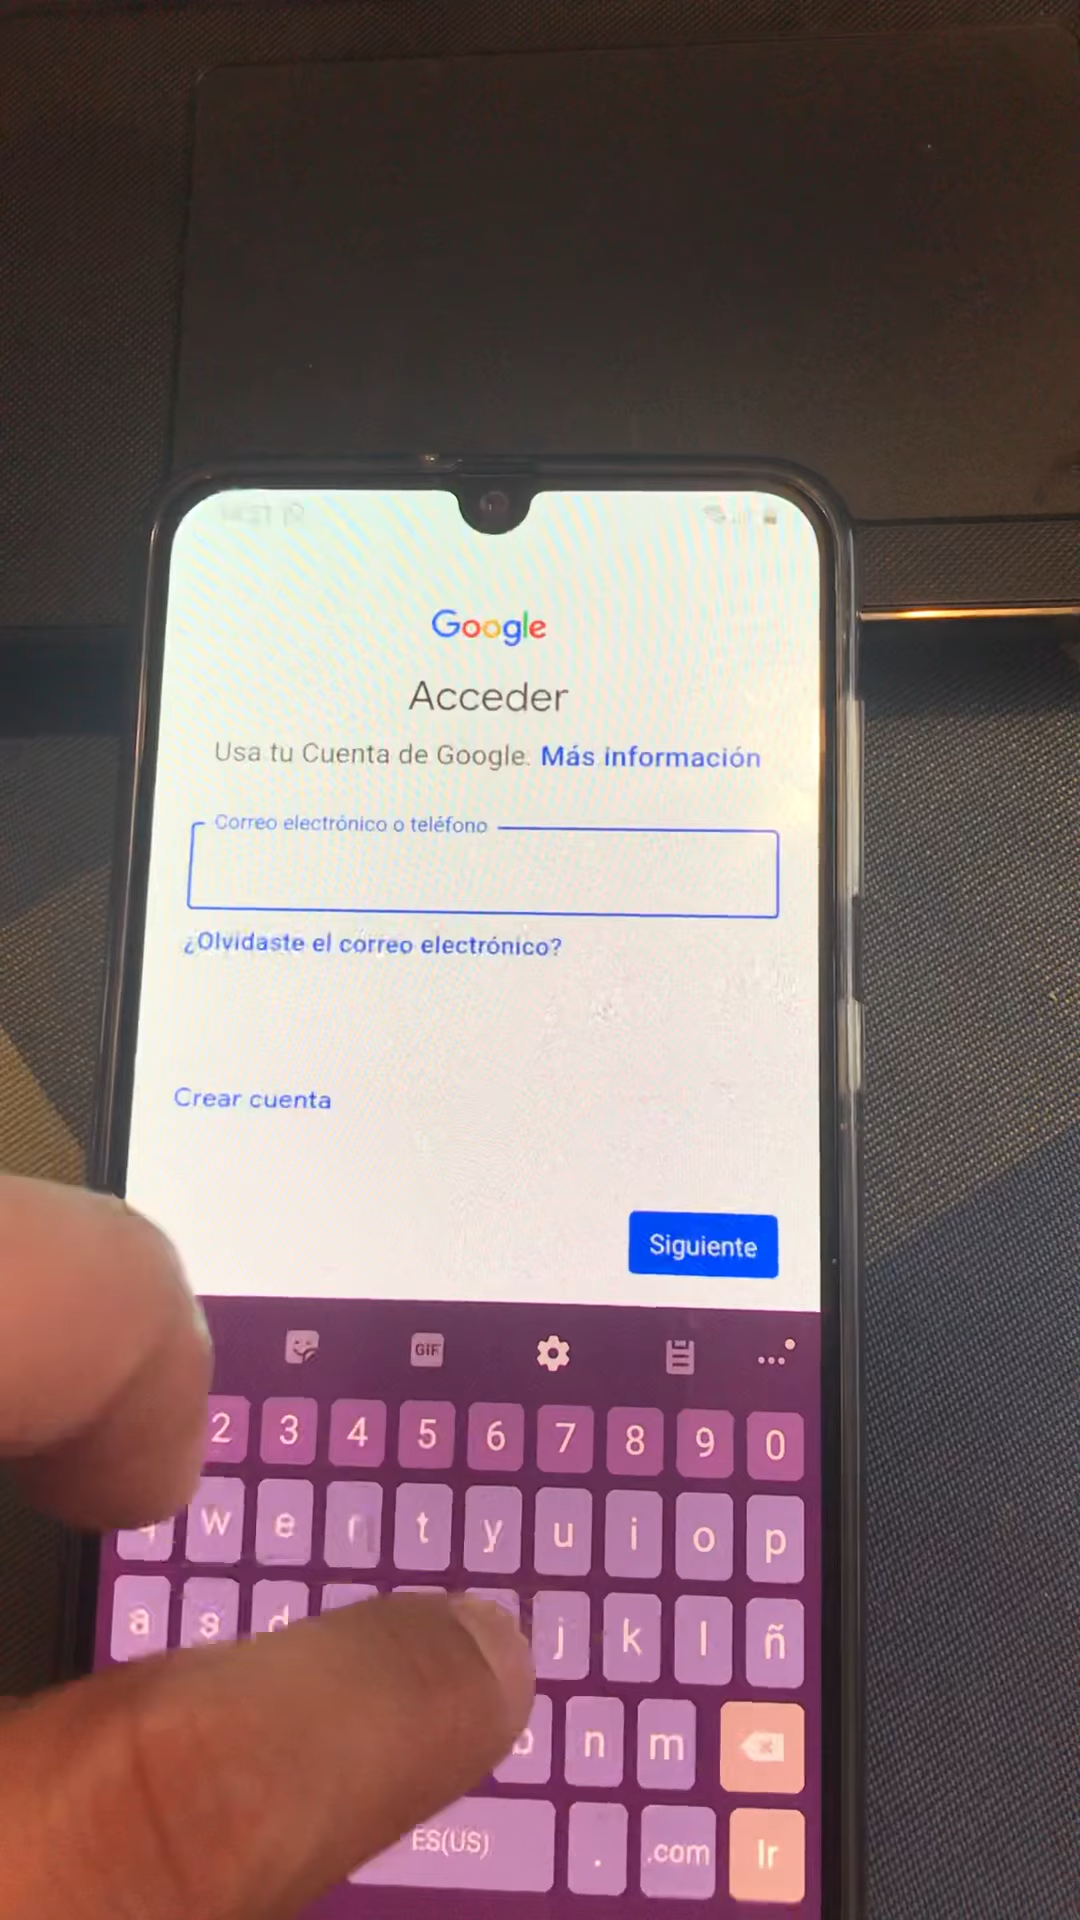 Google
Acceder
Usa tu Cuenta de Google. Más información
Correo electrónico o teléfono
¿Olvidaste el correo electrónico?
Crear cuenta
Siguiente
GIF
2 3 4 5 6 7 8 9 0
q w e r t y u i o p
a s d j k l ñ
b n m
ES(US) . .com Ir